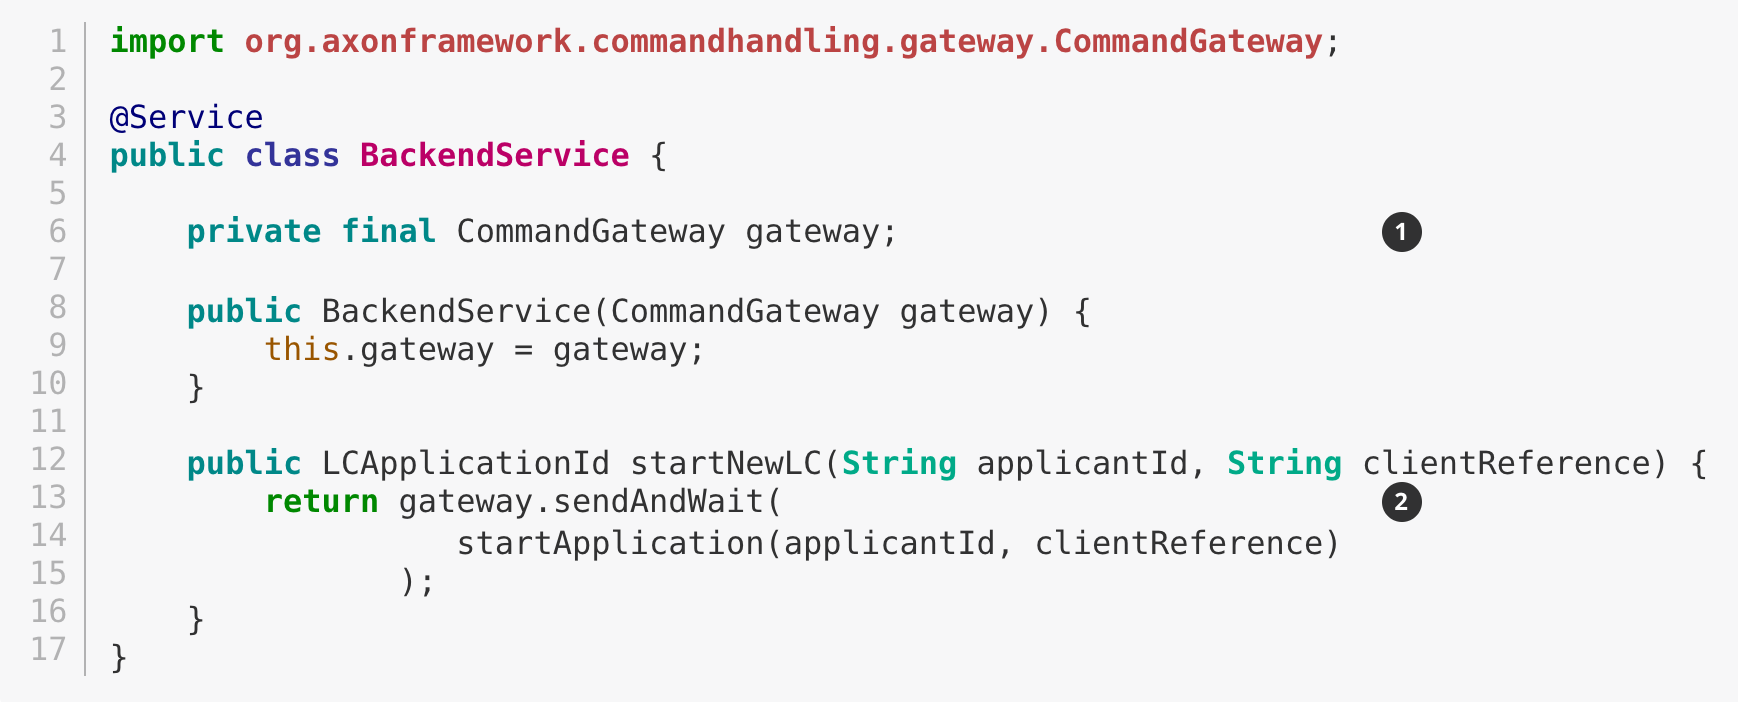 1 import org.axonframework.commandhandling.gateway.CommandGateway;
2
3 @Service
4 public class BackendService {
5
6     private final CommandGateway gateway; 1
7
8     public BackendService(CommandGateway gateway) {
9         this.gateway = gateway;
10     }
11
12     public LCApplicationId startNewLC(String applicantId, String clientReference) {
13         return gateway.sendAndWait( 2
14                   startApplication(applicantId, clientReference)
15                );
16     }
17 }